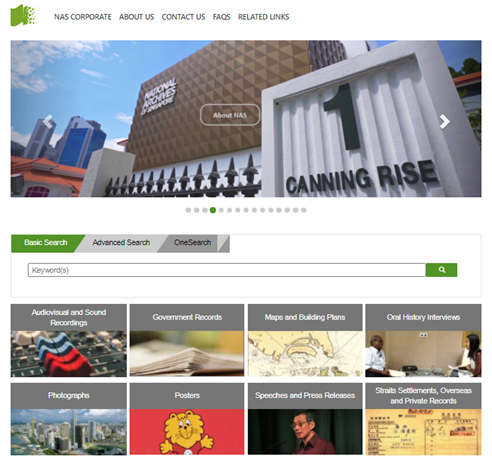 NAS CORPORATE ABOUT US CONTACT US FAQS RELATED LINKS
NATIONAL
ARCHIVES
OF SINGAPORE
About NAS
1
CANNING RISE
Basic Search Advanced Search OneSearch
Keyword(s)
Audiovisual and Sound
Recordings
Government Records
Maps and Building Plans
Oral History Interviews
Photographs
Posters
Speeches and Press Releases
Straits Settlements, Overseas
and Private Records